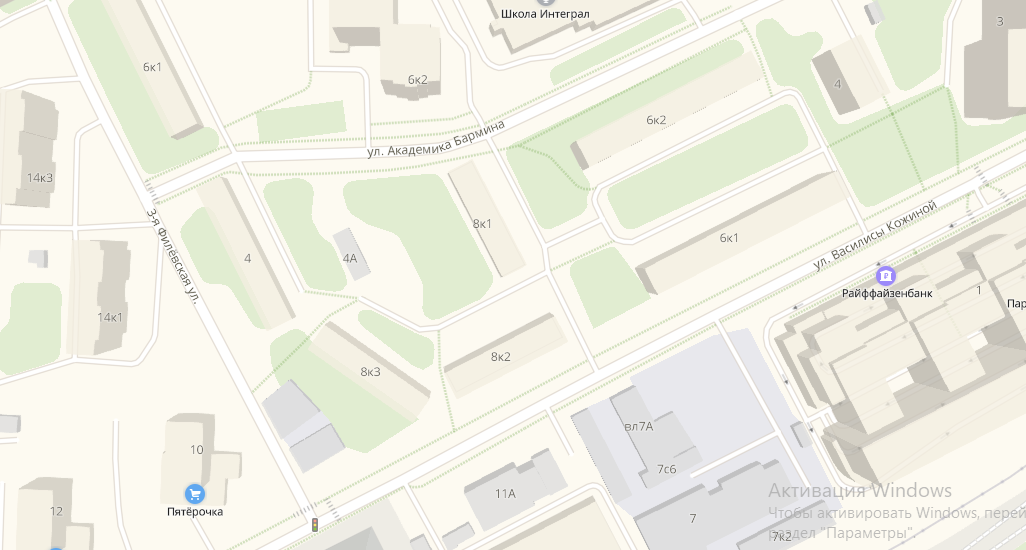 Школа Интеграл
3
6к1
6к2
4
6к2
ул. Академика Бармина
14к3
3-я Филёвская ул.
8к1
ул. Василисы Кожиной
6к1
4
4А
Райффайзенбанк
1
Пар
14к1
8к2
8к3
вл7А
10
7с6
Пятёрочка
11А
12
7
7к2
Активация Windows
Чтобы активировать Windows, перей
раздел "Параметры".